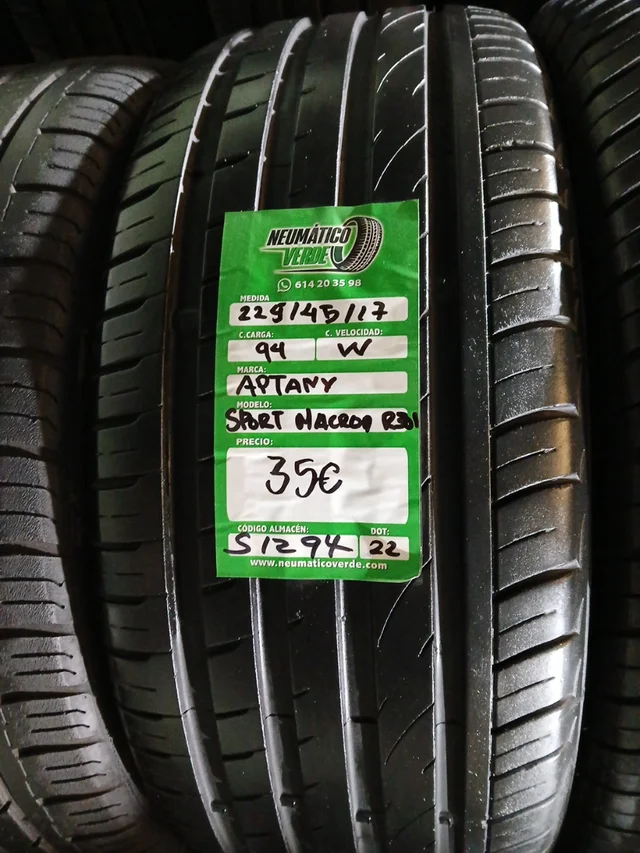 NEUMÁTICO
VERDE
614 20 35 98
MEDIDA
225/45/17
C.CARGA: C. VELOCIDAD:
94 W
MARCA:
APTANY
MODELO:
SPORT MACRO
PRECIO:
35€
CÓDIGO ALMACÉN: DOT:
S1294 22
www.neumaticoverde.com